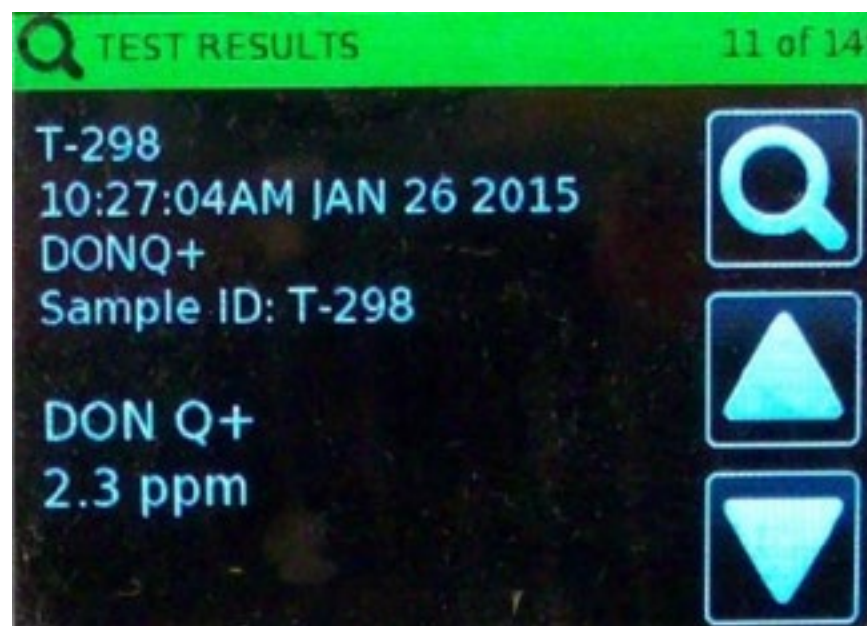 TEST RESULTS 11 of 14
T-298
10:27:04AM JAN 26 2015
DONQ+
Sample ID: T-298
DON Q+
2.3 ppm